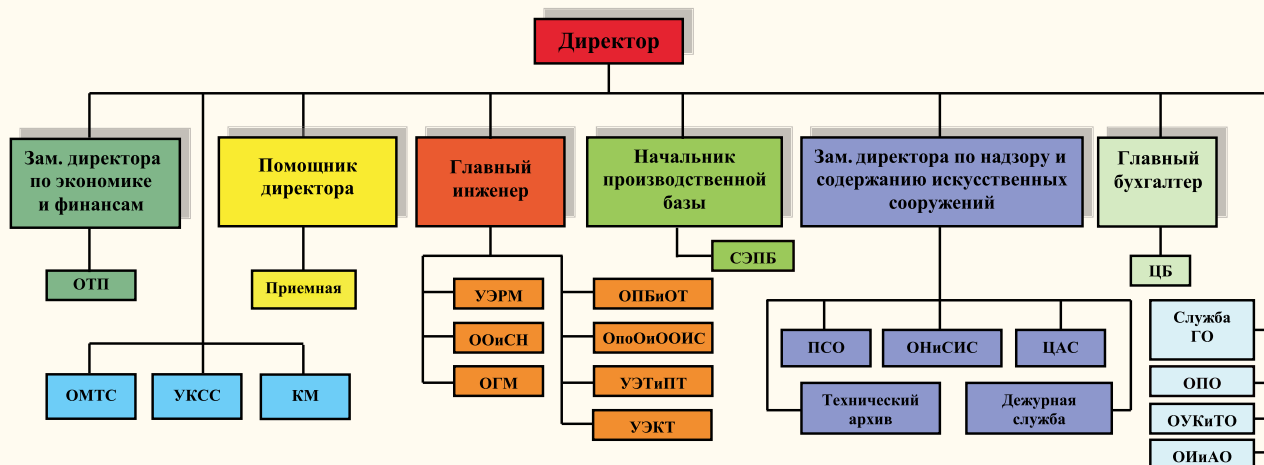 Директор
Зам. директора
по экономике
и финансам
Помощник
директора
Главный
инженер
Начальник
производственной
базы
Зам. директора по надзору и
содержанию искусственных
сооружений
Главный
бухгалтер
ОТП
Приемная
СЭПБ
ЦБ
УЭРМ
ООиСН
ОГМ
ОПБиОТ
ОпоОиООИС
УЭТиПТ
УЭКТ
ПСО
ОНиСИС
ЦАС
Технический
архив
Дежурная
служба
ОМТС
УКСС
КМ
Служба
ГО
ОПО
ОУКиТО
ОИиАО